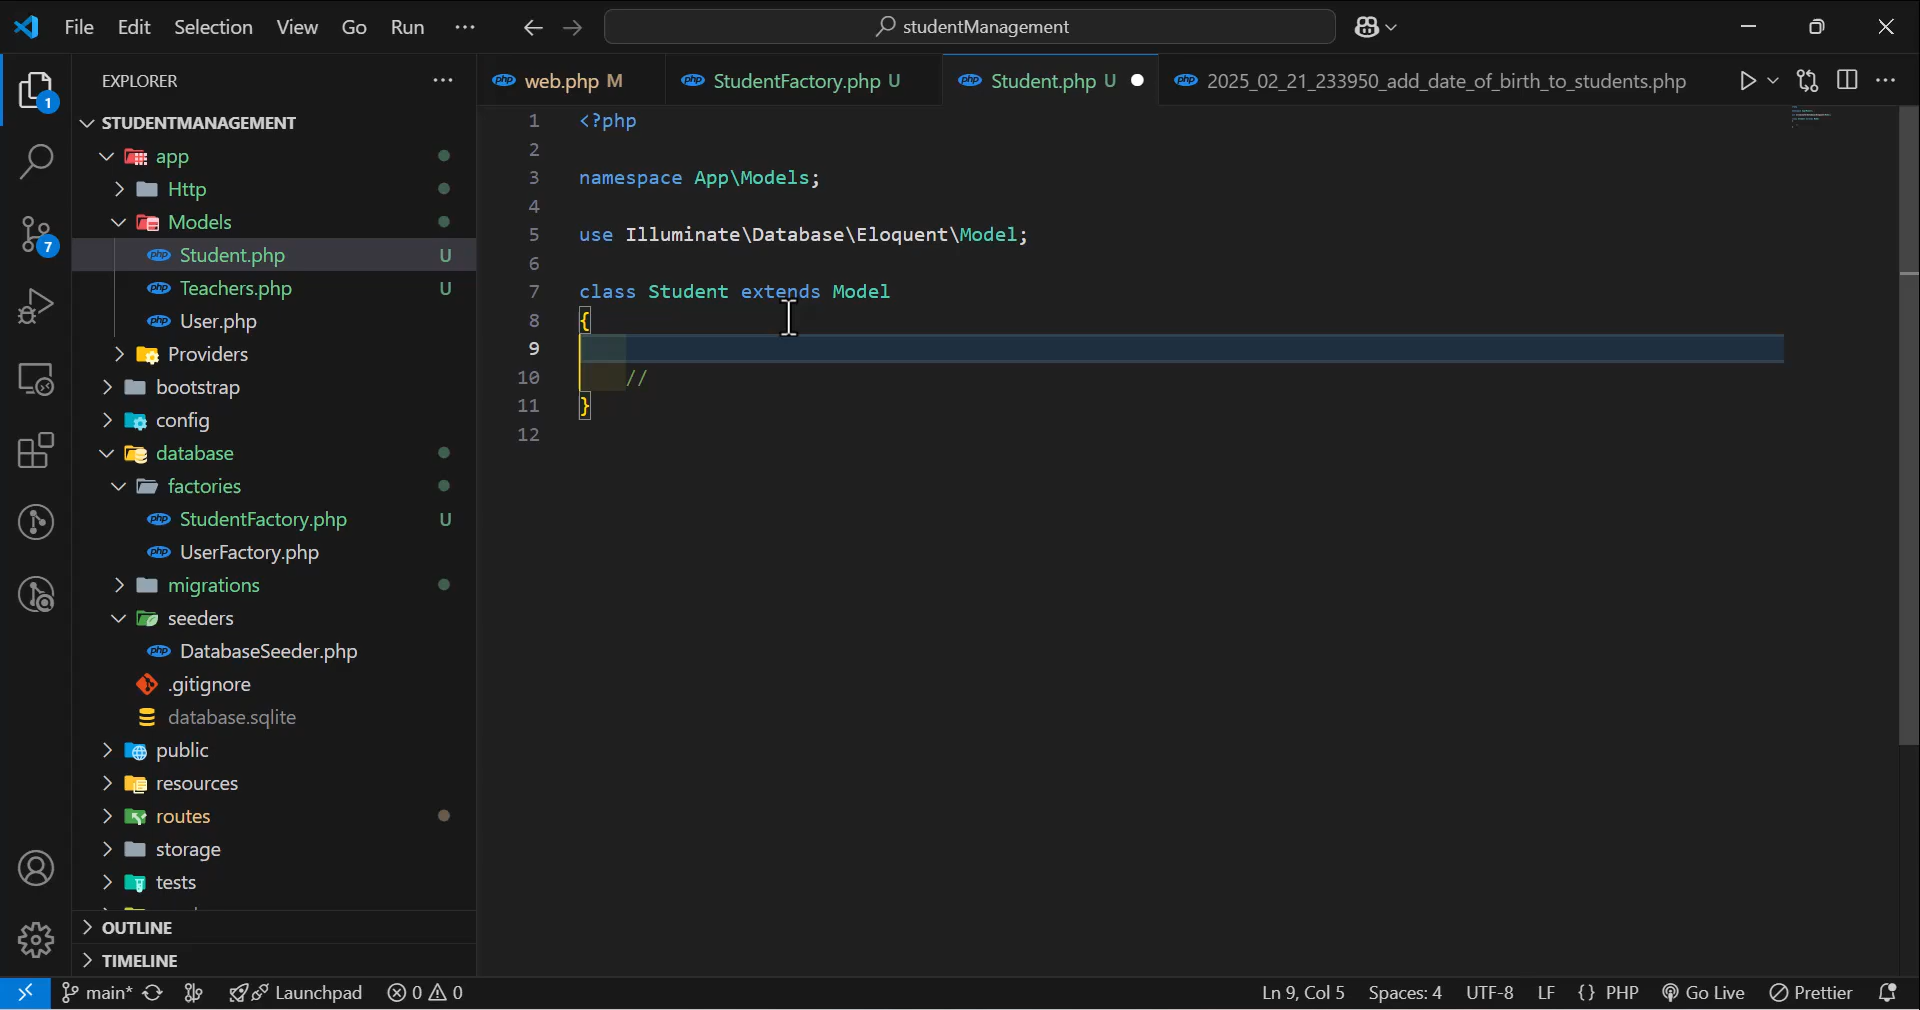 File Edit Selection View Go Run ··· studentManagement
EXPLORER ···
web.php M StudentFactory.php U Student.php U 2025_02_21_233950_add_date_of_birth_to_students.php ···
STUDENTMANAGEMENT
app
Http
Models
Student.php U
Teachers.php U
User.php
Providers
bootstrap
config
database
factories
StudentFactory.php U
UserFactory.php
migrations
seeders
DatabaseSeeder.php
.gitignore
database.sqlite
public
resources
routes
storage
tests
OUTLINE
TIMELINE
1
7
1 <?php
2
3 namespace App\Models;
4
5 use Illuminate\Database\Eloquent\Model;
6
7 class Student extends Model
8 {
9
10 //
11 }
12
main* Launchpad 0 0 Ln 9, Col 5 Spaces: 4 UTF-8 LF {} PHP Go Live Prettier